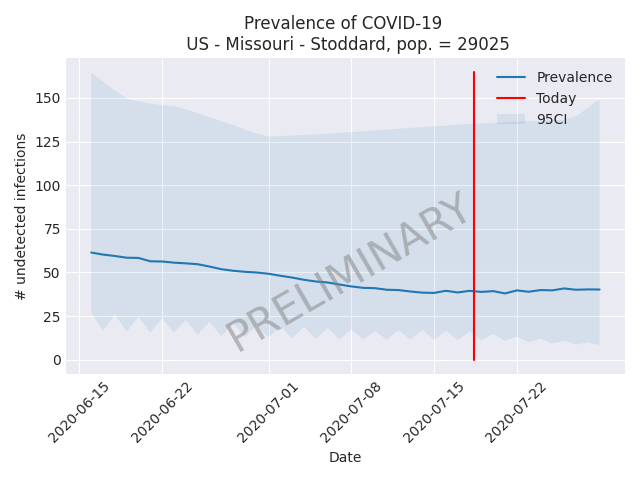 Prevalence of COVID-19
US - Missouri - Stoddard, pop. = 29025
Prevalence
Today
95CI
150
125
100
75
50
25
0
# undetected infections
PRELIMINARY
2020-06-15
2020-06-22
2020-07-01
2020-07-08
2020-07-15
2020-07-22
Date